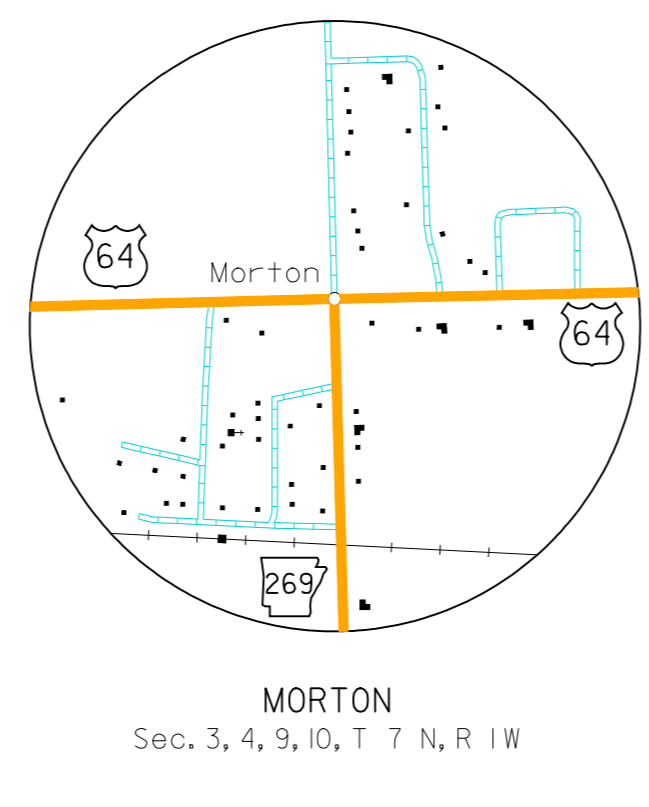 64
Morton
64
269
MORTON
Sec. 3, 4, 9, 10, T 7 N, R 1 W